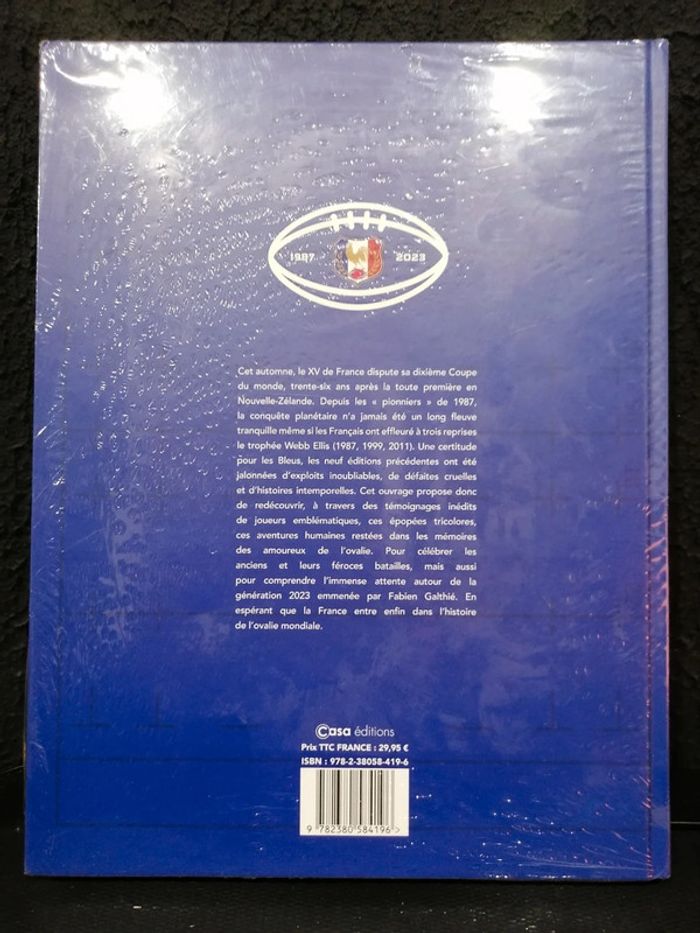 1987 2023
Cet automne, le XV de France dispute sa dixième Coupe
du monde, trente-six ans après la toute première en
Nouvelle-Zélande. Depuis les « pionniers » de 1987,
la conquête planétaire n'a jamais été un long fleuve
tranquille même si les Français ont effleuré à trois reprises
le trophée Webb Ellis (1987, 1999, 2011). Une certitude
pour les Bleus, les neuf éditions précédentes ont été
jalonnées d'exploits inoubliables, de défaites cruelles
et d'histoires intemporelles. Cet ouvrage propose donc
de redécouvrir, à travers des témoignages inédits
de joueurs emblématiques, ces épopées tricolores,
ces aventures humaines restées dans les mémoires
des amoureux de l'ovalie. Pour célébrer les
anciens et leurs féroces batailles, mais aussi
pour comprendre l'immense attente autour de la
génération 2023 emmenée par Fabien Galthié. En
espérant que la France entre enfin dans l'histoire
de l'ovalie mondiale.
Casa éditions
Prix TTC FRANCE : 29,95 €
ISBN : 978-2-38058-419-6
9 782380 584196 >